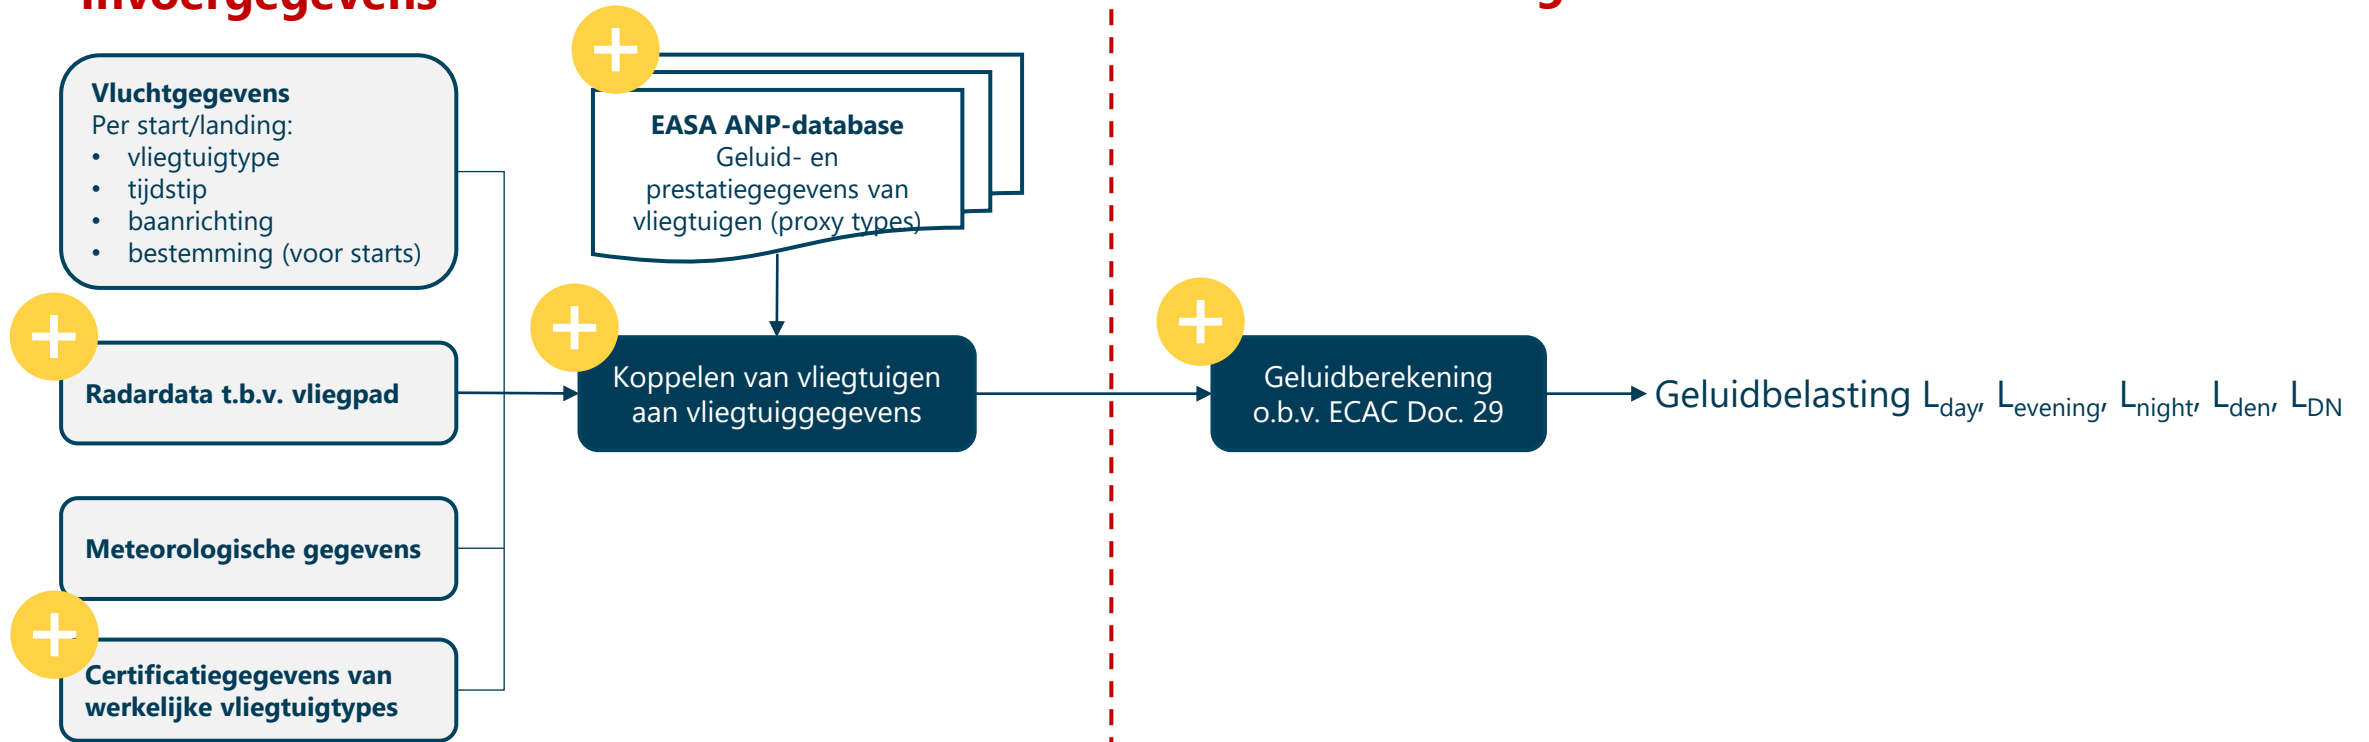 Invoergegevens
Vluchtgegevens
Per start/landing:
• vliegtuigtype
• tijdstip
• baanrichting
• bestemming (voor starts)
EASA ANP-database
Geluid- en
prestatiegegevens van
vliegtuigen (proxy types)
Radardata t.b.v. vliegpad
Koppelen van vliegtuigen
aan vliegtuiggegevens
Geluidberekening
o.b.v. ECAC Doc. 29
Geluidbelasting Lday, Levening, Lnight, Lden, LDN
Meteorologische gegevens
Certificatiegegevens van
werkelijke vliegtuigtypes